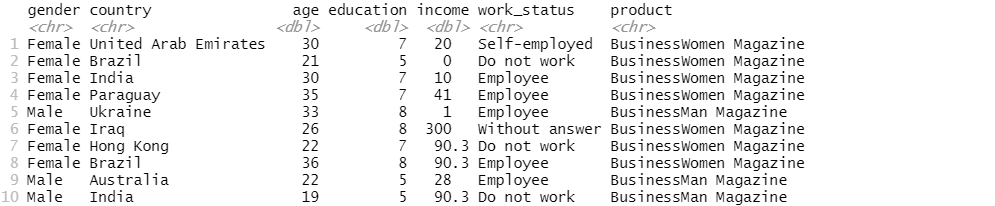 gender country age education income work_status product
<chr> <chr> <dbl> <dbl> <dbl> <chr> <chr>
1 Female United Arab Emirates 30 7 20 Self-employed BusinessWomen Magazine
2 Female Brazil 21 5 0 Do not work BusinessWomen Magazine
3 Female India 30 7 10 Employee BusinessWomen Magazine
4 Female Paraguay 35 7 41 Employee BusinessWomen Magazine
5 Male Ukraine 33 8 1 Employee BusinessMan Magazine
6 Female Iraq 26 8 300 Without answer BusinessWomen Magazine
7 Female Hong Kong 22 7 90.3 Do not work BusinessWomen Magazine
8 Female Brazil 36 8 90.3 Employee BusinessWomen Magazine
9 Male Australia 22 5 28 Employee BusinessMan Magazine
10 Male India 19 5 90.3 Do not work BusinessMan Magazine